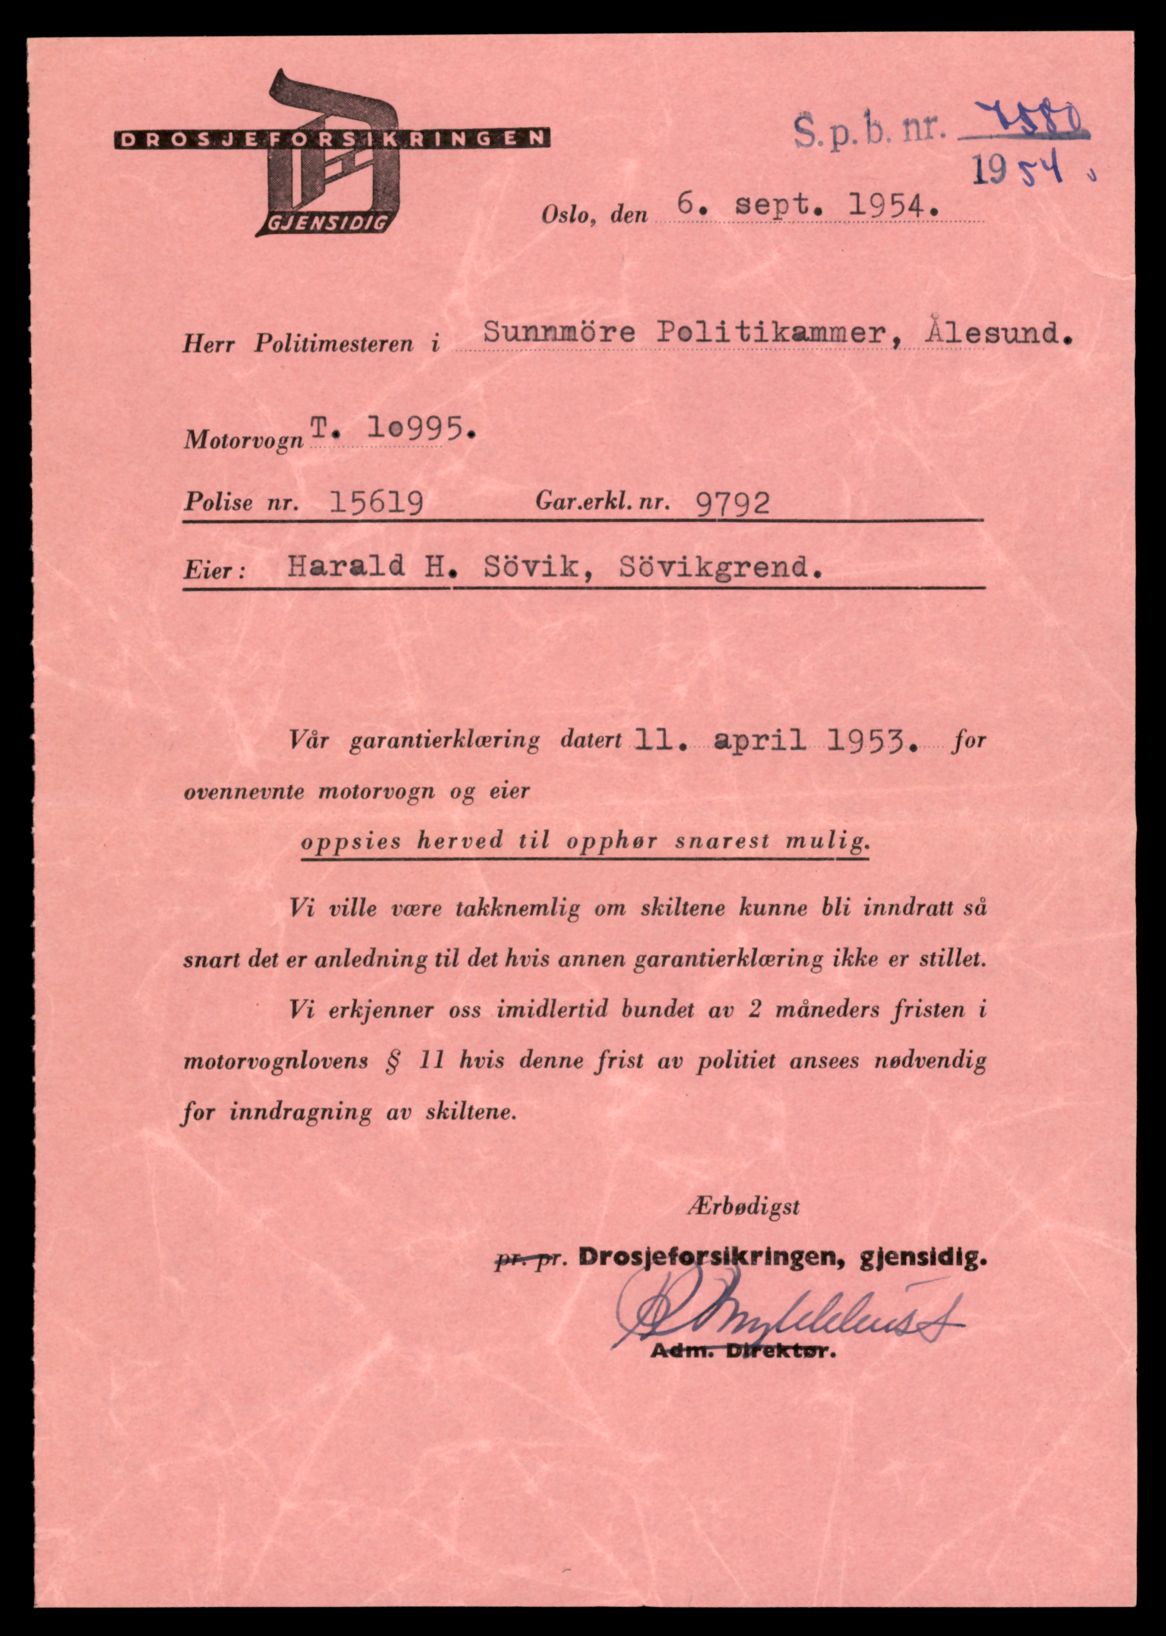 DROSJEFORSIKRINGEN
GJENSIDIG
S.p.b. nr. 7580
1954.
Oslo, den 6. sept. 1954.
Herr Politimesteren i Sunnmöre Politikammer, Ålesund.
Motorvogn T. 10995.
Polise nr. 15619 Gar.erkl. nr. 9792
Eier: Harald H. Sövik, Sövikgrend.
Vår garantierklæring datert 11. april 1953. for
ovennevnte motorvogn og eier
oppsies herved til opphør snarest mulig.
Vi ville være takknemlig om skiltene kunne bli inndratt så
snart det er anledning til det hvis annen garantierklæring ikke er stillet.
Vi erkjenner oss imidlertid bundet av 2 måneders fristen i
motorvognlovens § 11 hvis denne frist av politiet ansees nødvendig
for inndragning av skiltene.
Ærbødigst
pr. pr. Drosjeforsikringen, gjensidig.
Adm. Direktør.